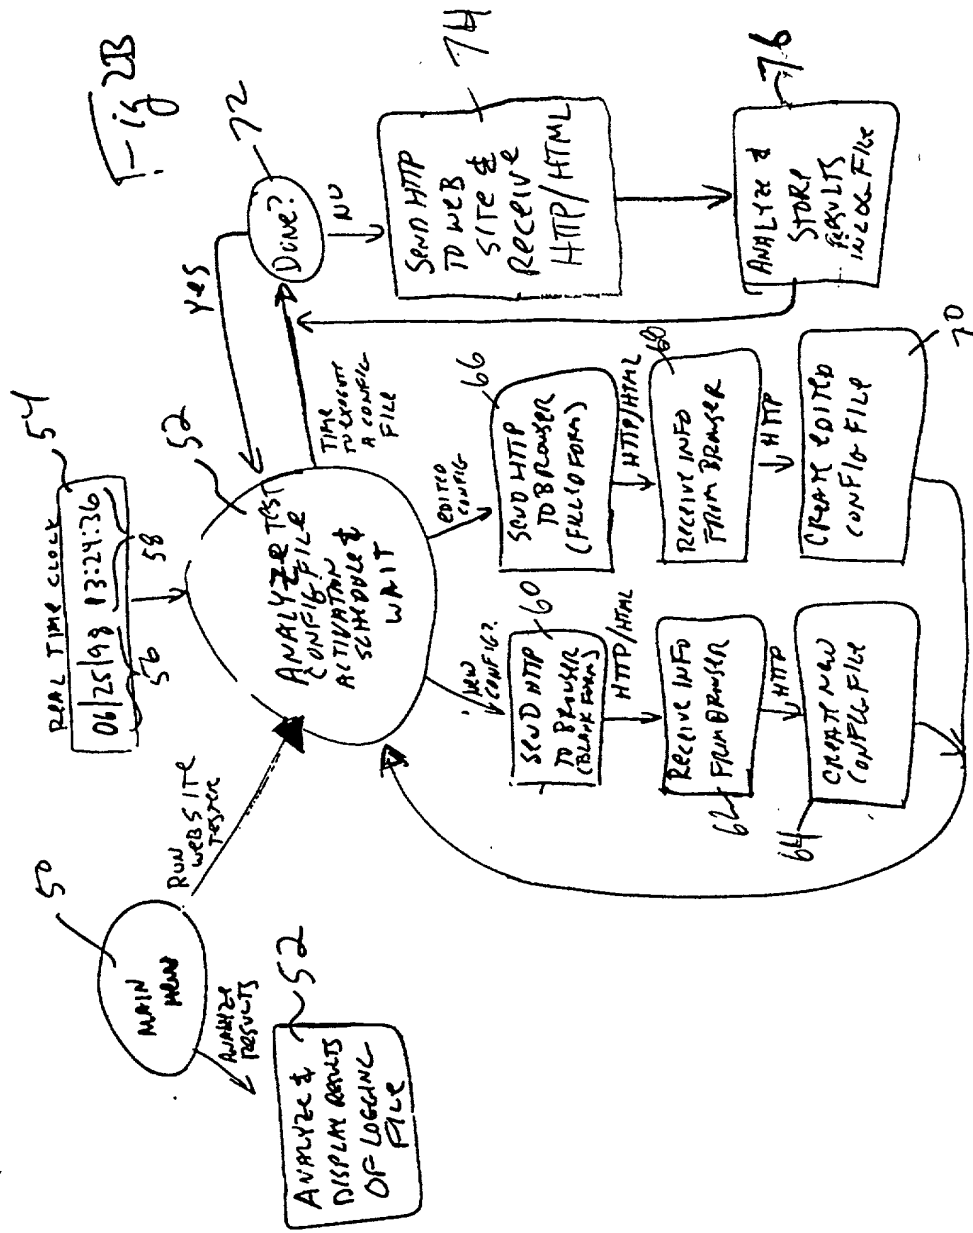 Fig 2B
REAL TIME CLOCK
54
06/25/98 13:24:36
56
58
50
MAIN
MENU
RUN
WEBSITE
TESTER
ANALYZE
RESULTS
52
ANALYZE &
DISPLAY RESULTS
OF LOGGING
FILE
52
ANALYZE TEST
CONFIG FILE
ACTIVATION
SCHEDULE &
WAIT
YES
TIME
TO EXECUTE
A CONFIG
FILE
DONE?
72
NO
SEND HTTP
TO WEB
SITE &
RECEIVE
HTTP/HTML
74
ANALYZE &
STORE
RESULTS
IN LOG FILE
76
NEW
CONFIG?
SEND HTTP
TO BROWSER
(BLANK FORM)
60
HTTP/HTML
RECEIVE INFO
FROM BROWSER
62
HTTP
CREATE NEW
CONFIG FILE
64
EDITED
CONFIG
SEND HTTP
TO BROWSER
(FILLED FORM)
66
HTTP/HTML
RECEIVE INFO
FROM BROWSER
68
HTTP
CREATE EDITED
CONFIG FILE
70